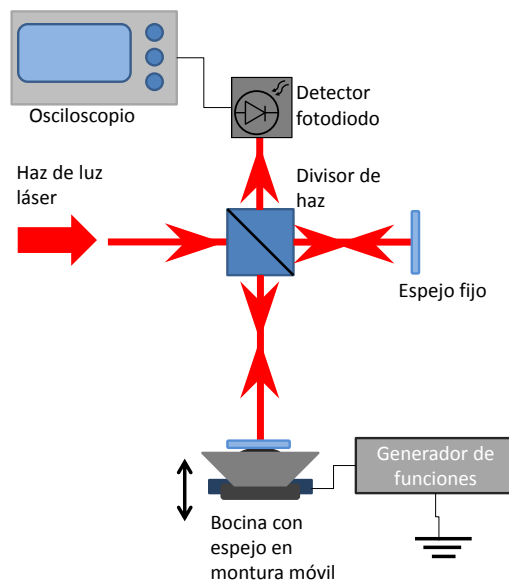 Osciloscopio
Detector
fotodiodo
Haz de luz
láser
Divisor de
haz
Espejo fijo
Generador de
funciones
Bocina con
espejo en
montura móvil